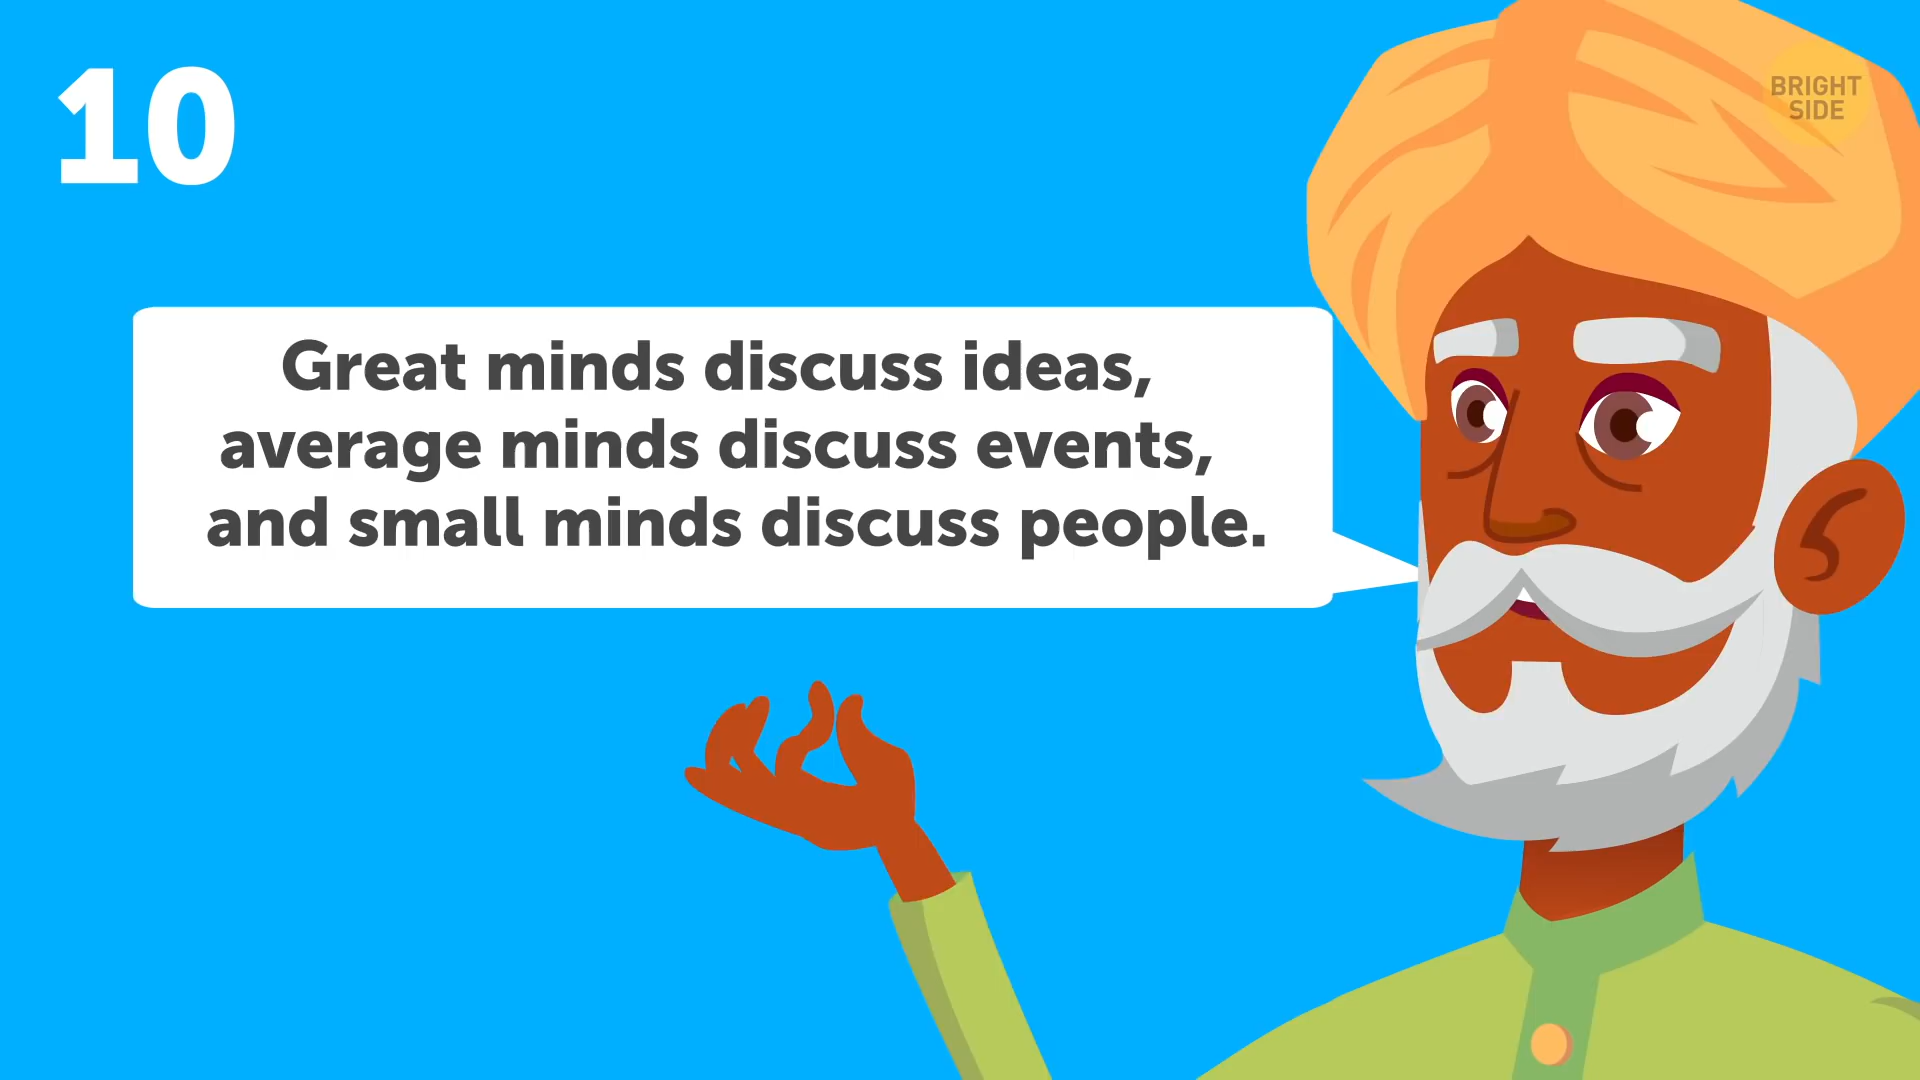 10
BRIGHT
SIDE
Great minds discuss ideas,
average minds discuss events,
and small minds discuss people.